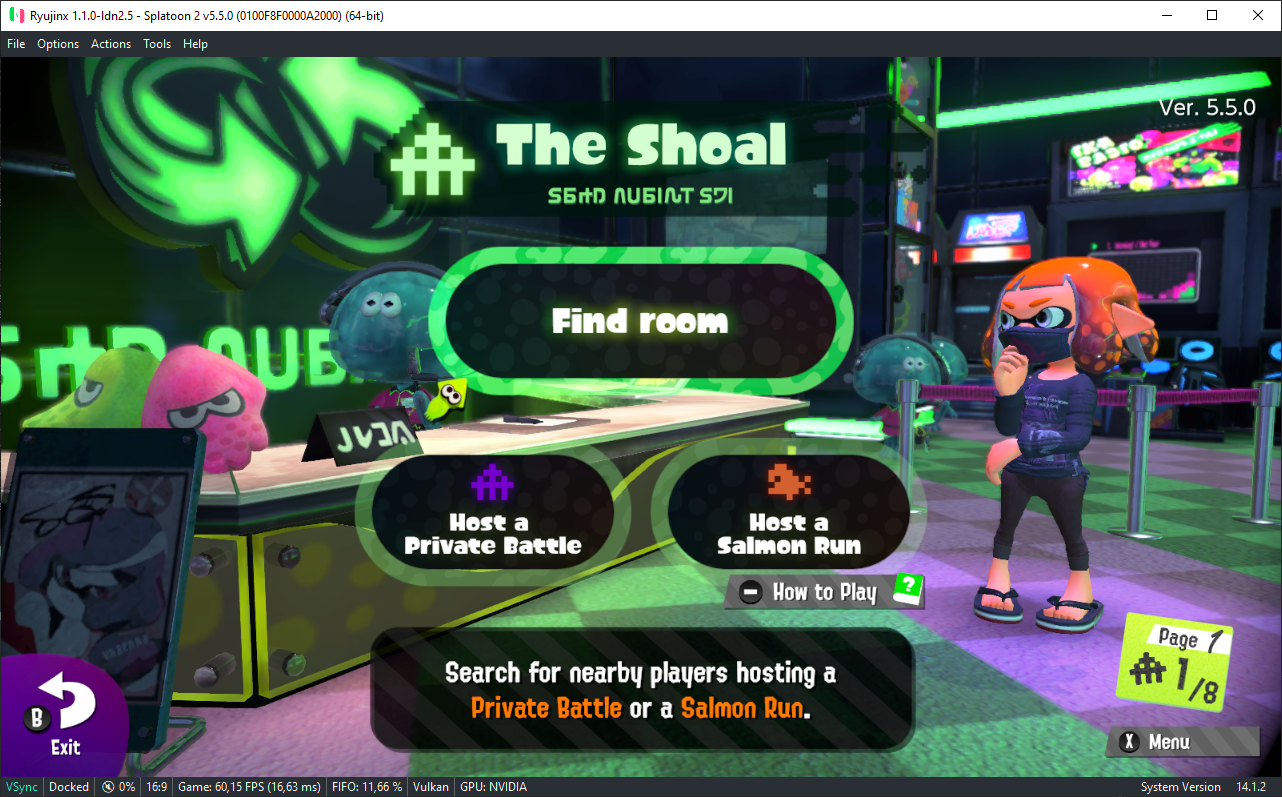 Ryujinx 1.1.0-ldn2.5 - Splatoon 2 v5.5.0 (0100F8F0000A2000) (64-bit)
File Options Actions Tools Help
Ver. 5.5.0
The Shoal
Find room
Host a
Private Battle
Host a
Salmon Run
How to Play
?
Search for nearby players hosting a
Private Battle or a Salmon Run.
Page 1
1/8
B
Exit
X Menu
VSync Docked 0% 16:9 Game: 60,15 FPS (16,63 ms) FIFO: 11,66 % Vulkan GPU: NVIDIA System Version 14.1.2